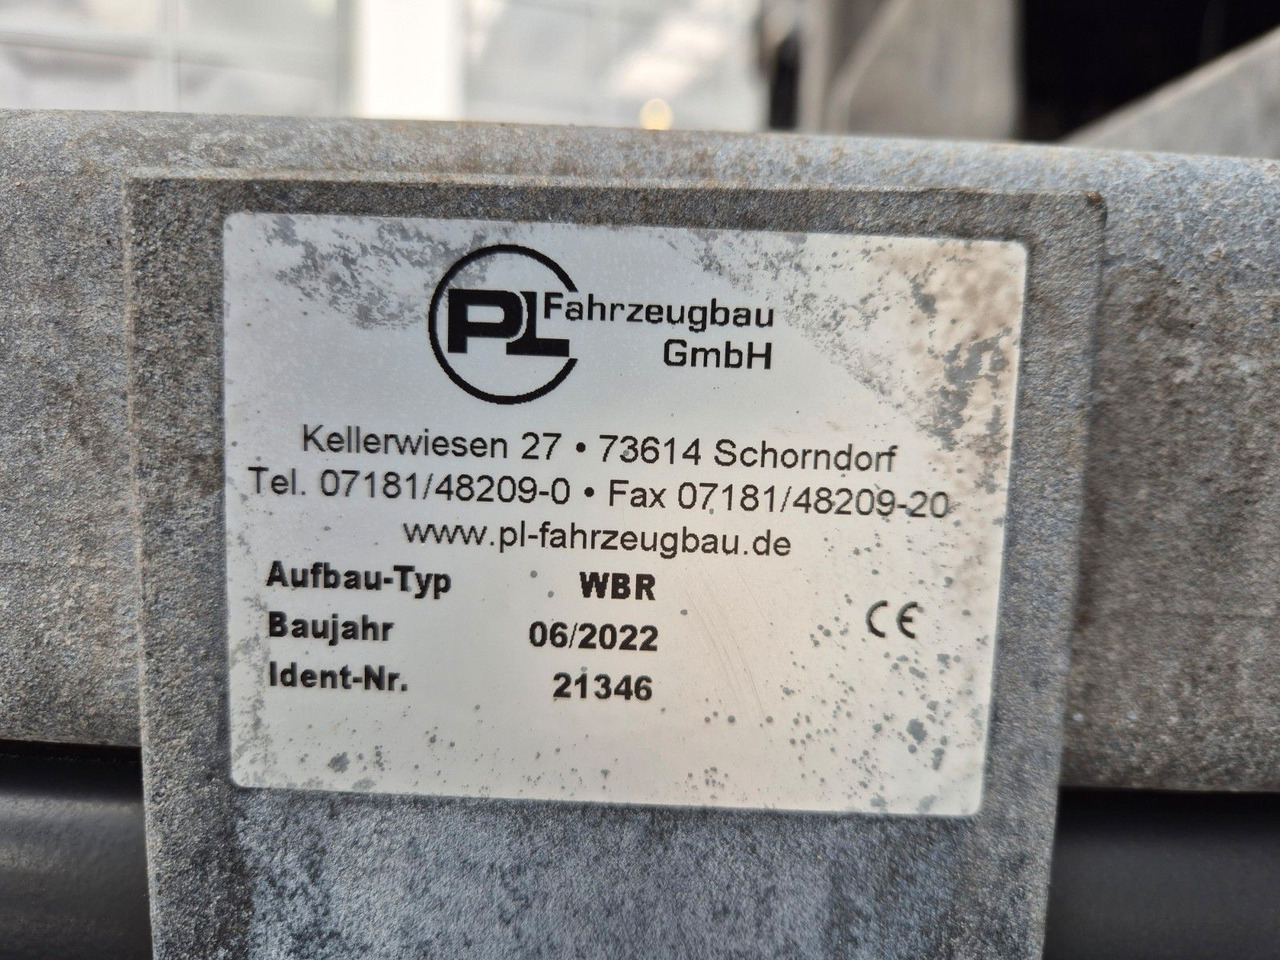 PL Fahrzeugbau
GmbH
Kellerwiesen 27 • 73614 Schorndorf
Tel. 07181/48209-0 • Fax 07181/48209-20
www.pl-fahrzeugbau.de
Aufbau-Typ WBR
Baujahr 06/2022 CE
Ident-Nr. 21346